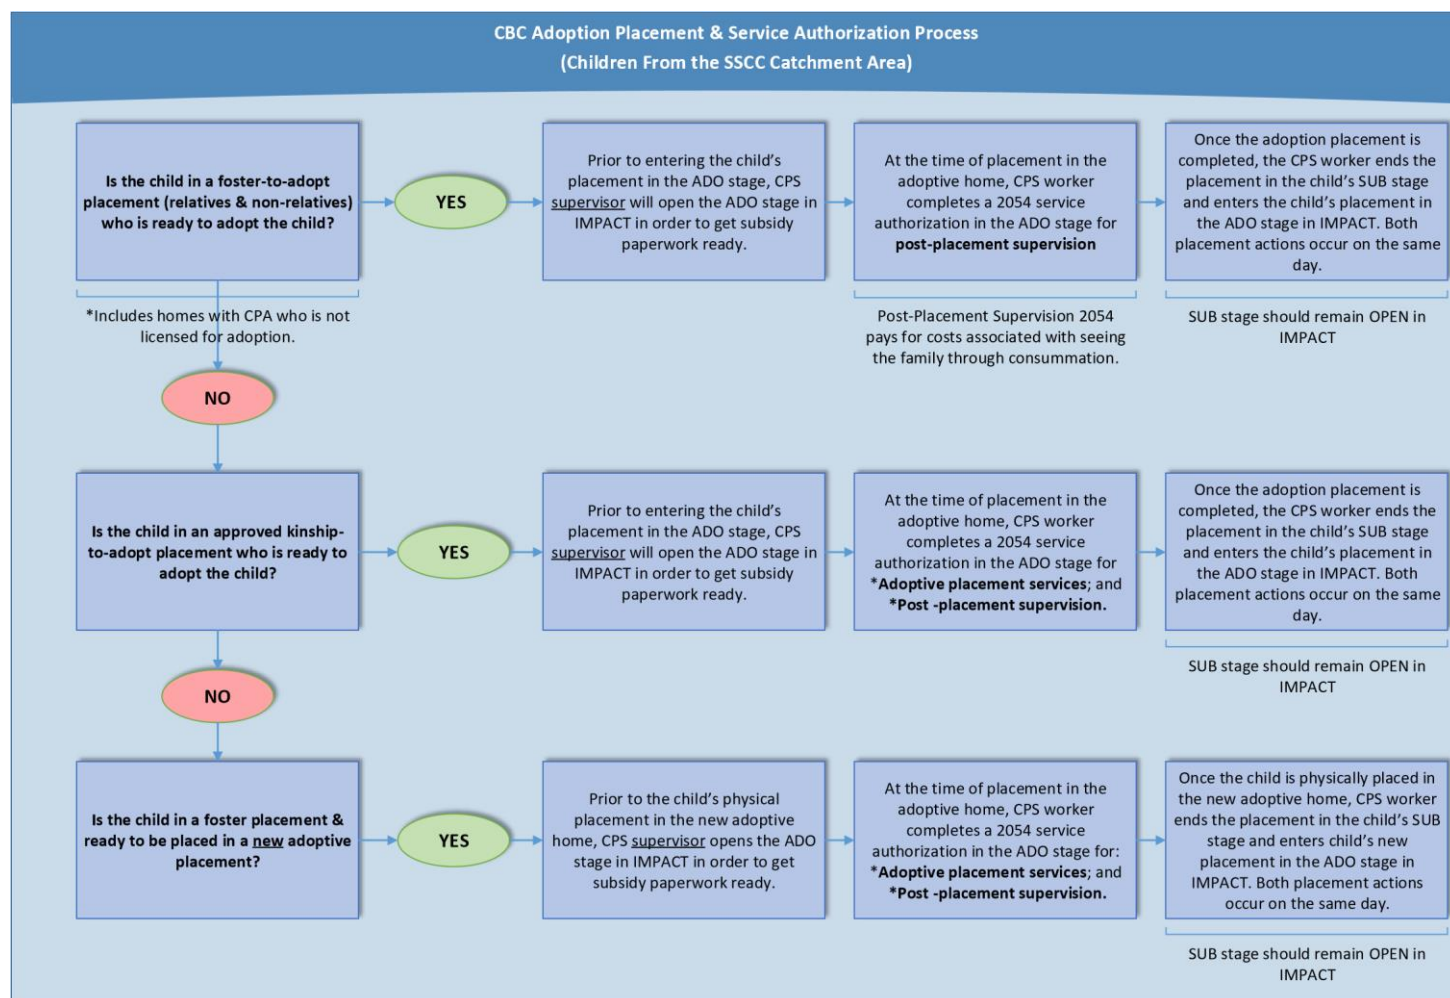 CBC Adoption Placement & Service Authorization Process
(Children From the SSCC Catchment Area)
Is the child in a foster-to-adopt
placement (relatives & non-relatives)
who is ready to adopt the child?
YES
Prior to entering the child’s
placement in the ADO stage, CPS
supervisor will open the ADO stage in
IMPACT in order to get subsidy
paperwork ready.
At the time of placement in the
adoptive home, CPS worker
completes a 2054 service
authorization in the ADO stage for
post-placement supervision
Once the adoption placement is
completed, the CPS worker ends the
placement in the child’s SUB stage
and enters the child’s placement in
the ADO stage in IMPACT. Both
placement actions occur on the same
day.
*Includes homes with CPA who is not
licensed for adoption.
Post-Placement Supervision 2054
pays for costs associated with seeing
the family through consummation.
SUB stage should remain OPEN in
IMPACT
NO
Is the child in an approved kinship-
to-adopt placement who is ready to
adopt the child?
YES
Prior to entering the child’s
placement in the ADO stage, CPS
supervisor will open the ADO stage in
IMPACT in order to get subsidy
paperwork ready.
At the time of placement in the
adoptive home, CPS worker
completes a 2054 service
authorization in the ADO stage for
*Adoptive placement services; and
*Post -placement supervision.
Once the adoption placement is
completed, the CPS worker ends the
placement in the child’s SUB stage
and enters the child’s placement in
the ADO stage in IMPACT. Both
placement actions occur on the same
day.
SUB stage should remain OPEN in
IMPACT
NO
Is the child in a foster placement &
ready to be placed in a new adoptive
placement?
YES
Prior to the child’s physical
placement in the new adoptive
home, CPS supervisor opens the ADO
stage in IMPACT in order to get
subsidy paperwork ready.
At the time of placement in the
adoptive home, CPS worker
completes a 2054 service
authorization in the ADO stage for:
*Adoptive placement services; and
*Post -placement supervision.
Once the child is physically placed in
the new adoptive home, CPS worker
ends the placement in the child’s SUB
stage and enters child’s new
placement in the ADO stage in
IMPACT. Both placement actions
occur on the same day.
SUB stage should remain OPEN in
IMPACT